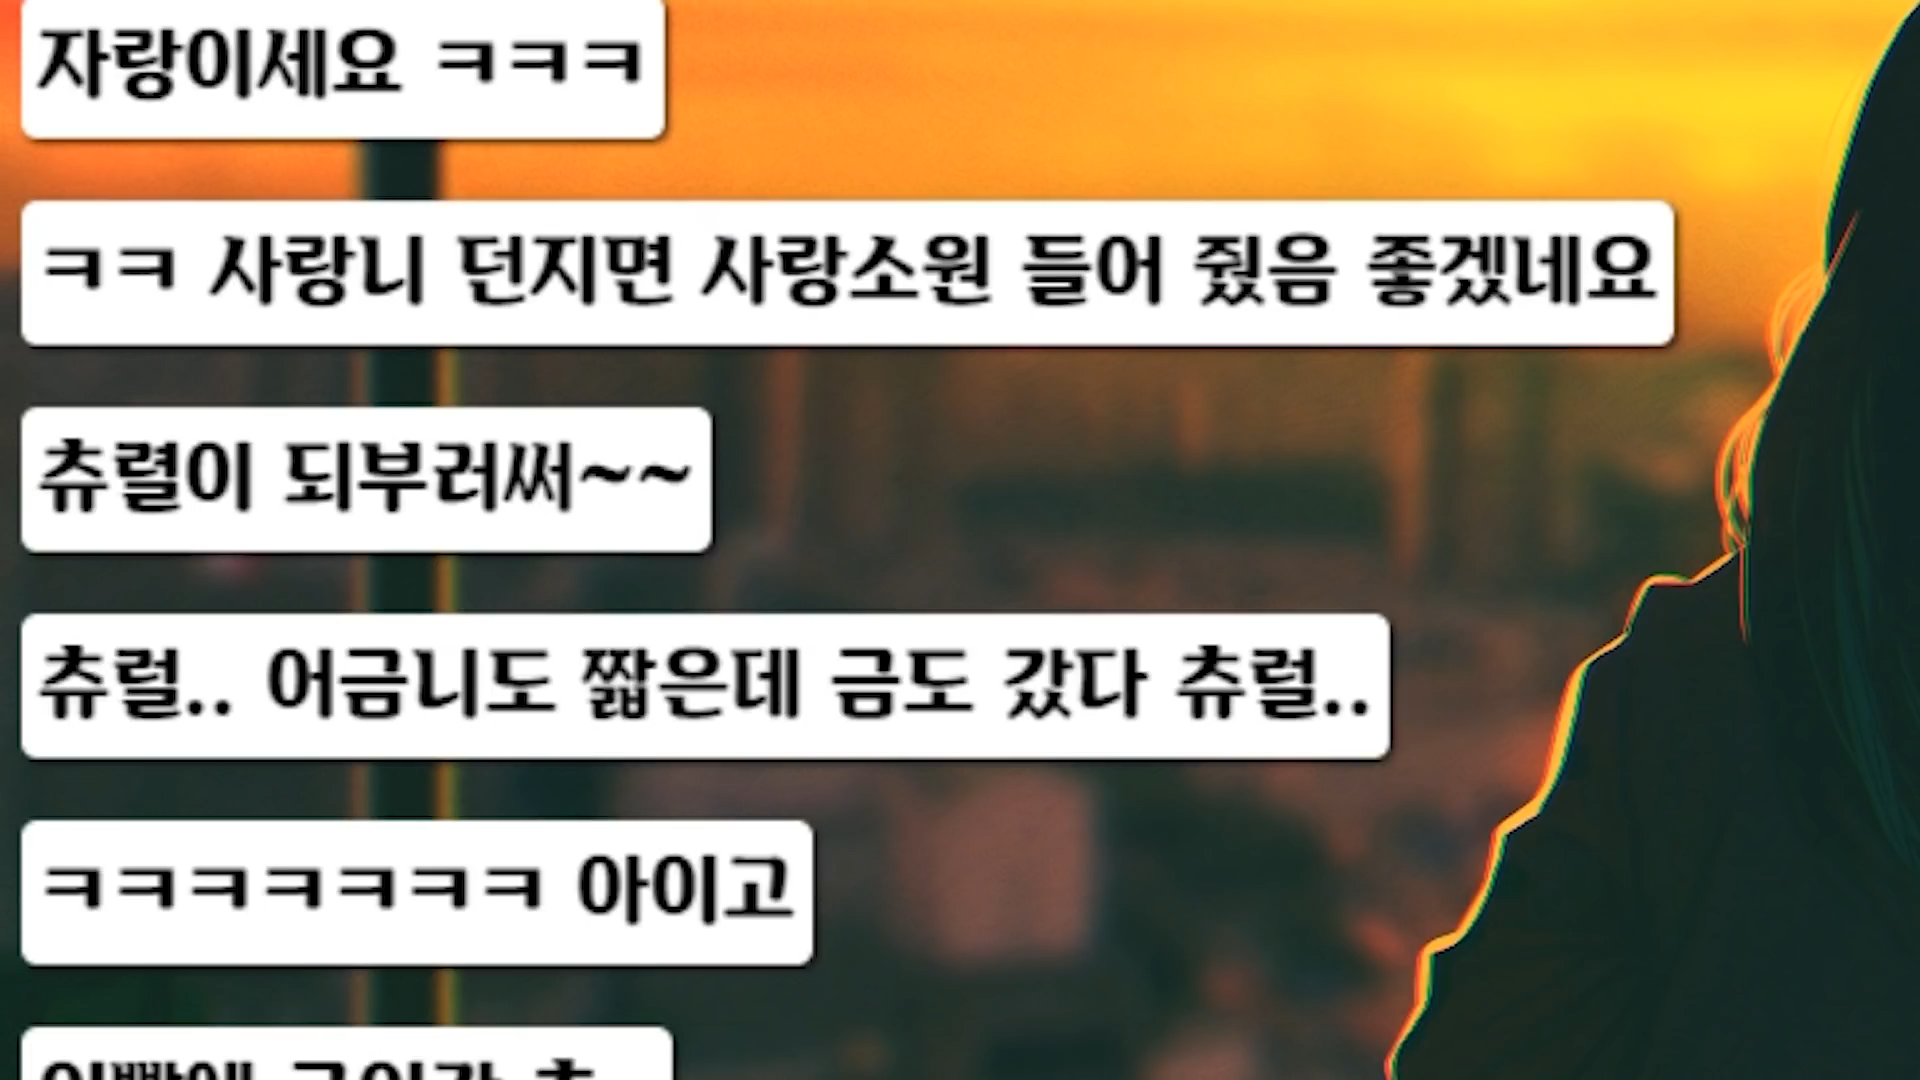 자랑이세요 ㅋㅋㅋ
ㅋㅋ 사랑니 던지면 사랑소원 들어 줬음 좋겠네요
츄렬이 되부러써~~
츄럴.. 어금니도 짧은데 금도 갔다 츄럴..
ㅋㅋㅋㅋㅋㅋㅋ 아이고